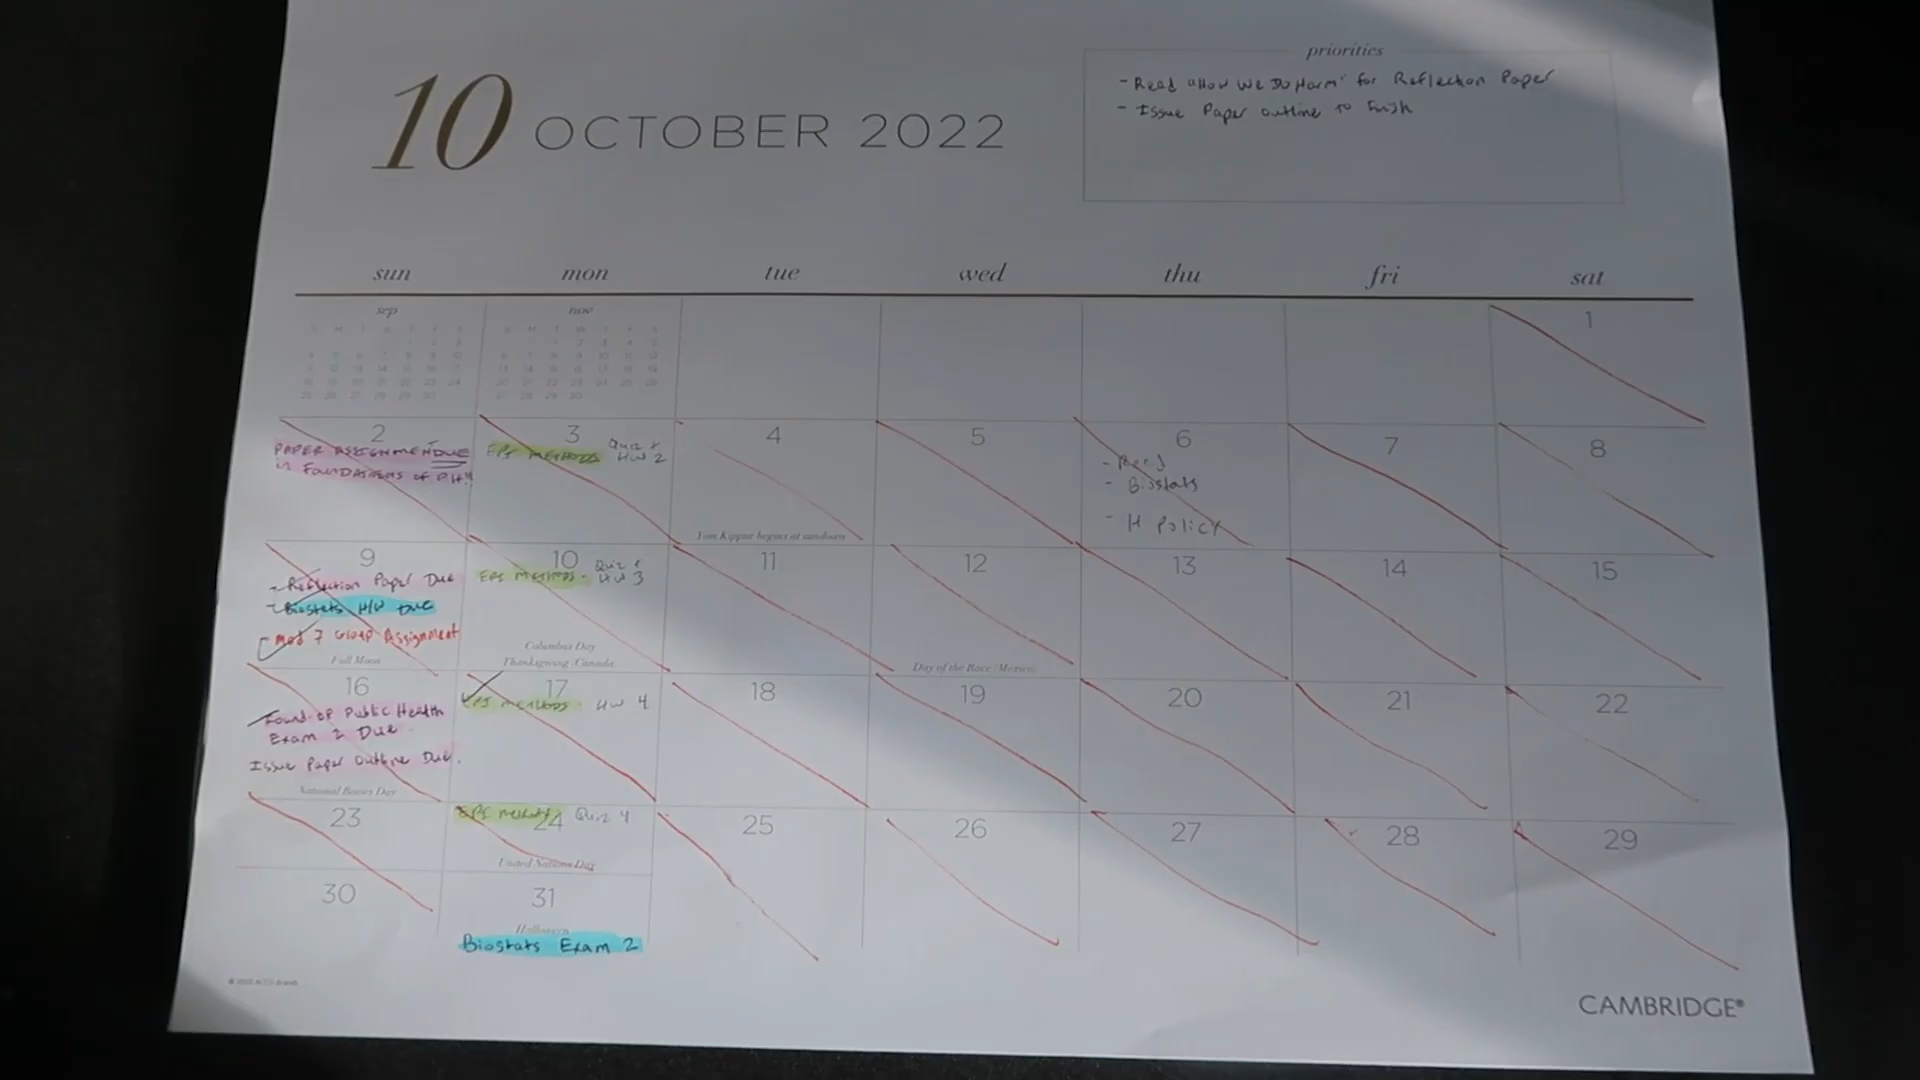 priorities
- Read "How We Do Harm" for Reflection Paper
- Issue Paper outline to finish
10 OCTOBER 2022
sun mon tue wed thu fri sat
sep nov
1
2 3 4 5 6 7 8
PAPER ASSIGNMENT DUE
in FOUNDATIONS OF P.H!!
EPI METHODS Quiz +
HW 2
Yom Kippur begins at sundown
- Read
- Biostats
- H Policy
9 10 11 12 13 14 15
- Reflection Paper Due
- Biostats H/W Due
Mod 7 Group Assignment
Full Moon
EPI METHODS: Quiz +
HW 3
Columbus Day
Thanksgiving (Canada)
Day of the Race (Mexico)
16 17 18 19 20 21 22
Found. of Public Health
Exam 2 Due
Issue Paper Outline Due.
National Bosses Day
EPI METHODS: HW 4
23 24 25 26 27 28 29
EPI Methods: Quiz 4
United Nations Day
30 31
Halloween
Biostats Exam 2
CAMBRIDGE®